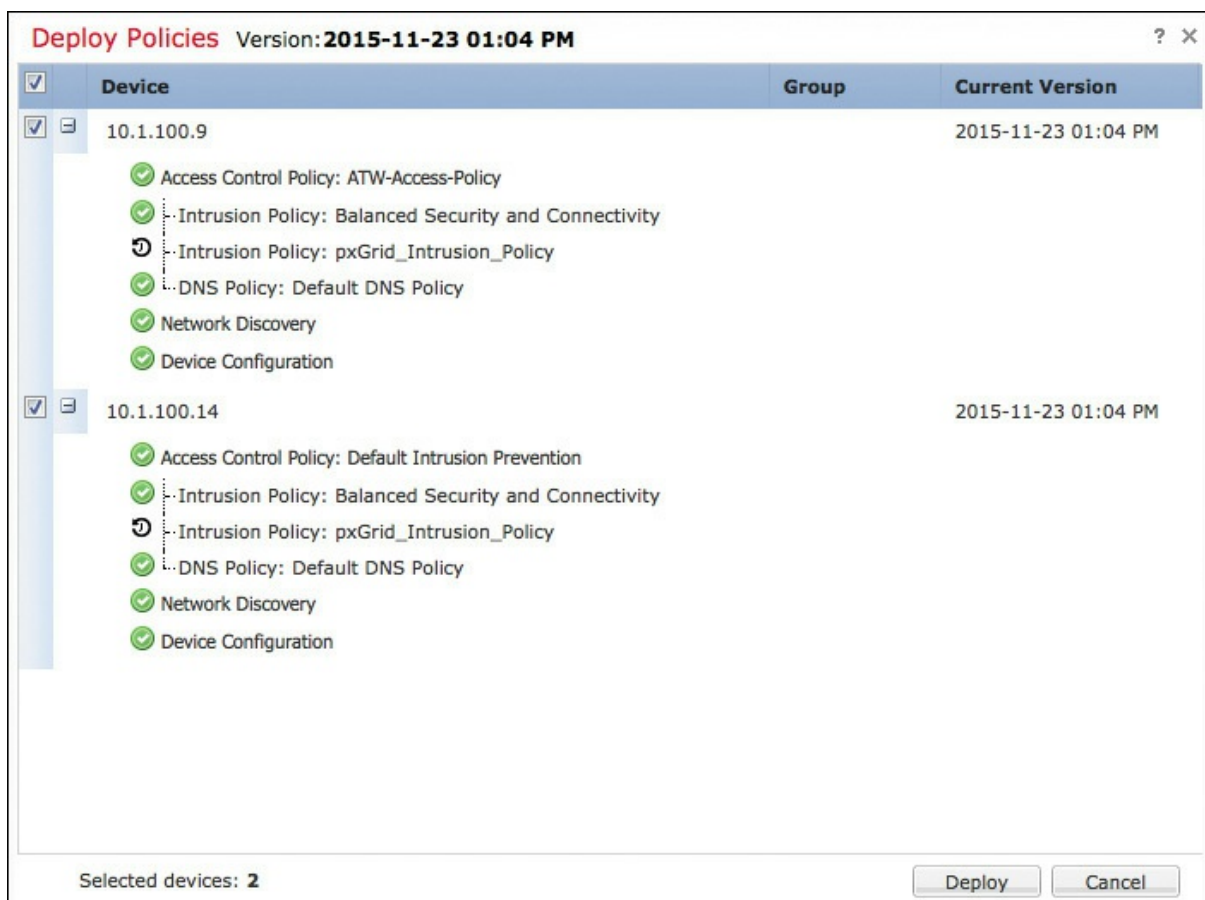 Deploy Policies Version:2015-11-23 01:04 PM ? ×
Device Group Current Version
10.1.100.9 2015-11-23 01:04 PM
Access Control Policy: ATW-Access-Policy
Intrusion Policy: Balanced Security and Connectivity
Intrusion Policy: pxGrid_Intrusion_Policy
DNS Policy: Default DNS Policy
Network Discovery
Device Configuration
10.1.100.14 2015-11-23 01:04 PM
Access Control Policy: Default Intrusion Prevention
Intrusion Policy: Balanced Security and Connectivity
Intrusion Policy: pxGrid_Intrusion_Policy
DNS Policy: Default DNS Policy
Network Discovery
Device Configuration
Selected devices: 2 Deploy Cancel